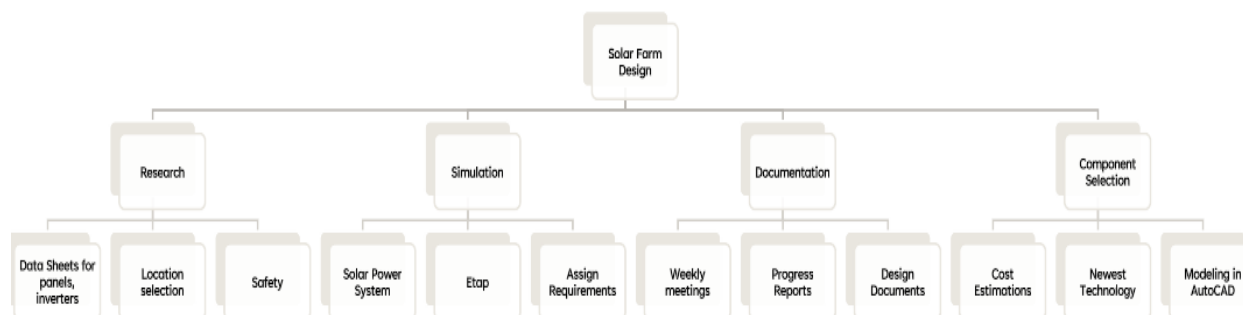 Solar Farm
Design
Research
Simulation
Documentation
Component
Selection
Data Sheets for
panels,
inverters
Location
selection
Safety
Solar Power
System
Etap
Assign
Requirements
Weekly
meetings
Progress
Reports
Design
Documents
Cost
Estimations
Newest
Technology
Modeling in
AutoCAD